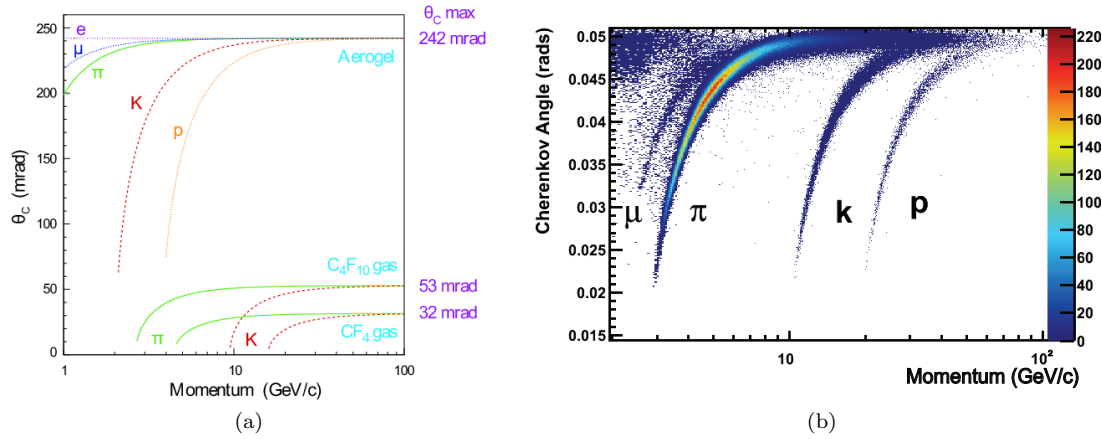 θC max
250
e
242 mrad
μ
Aerogel
π
200
K
p
150
θC (mrad)
100
C4F10 gas
50
53 mrad
32 mrad
π
K
CF4 gas
0
1
10
100
Momentum (GeV/c)
(a)
Cherenkov Angle (rads)
0.05
0.045
0.04
0.035
0.03
0.025
0.02
0.015
μ
π
k
p
10
10²
Momentum (GeV/c)
220
200
180
160
140
120
100
80
60
40
20
0
(b)